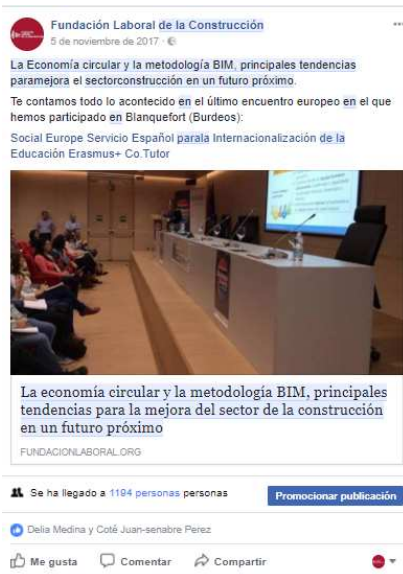 Fundación Laboral de la Construcción
5 de noviembre de 2017 ·
La Economía circular y la metodología BIM, principales tendencias
paramejora el sectorconstrucción en un futuro próximo.
Te contamos todo lo acontecido en el último encuentro europeo en el que
hemos participado en Blanquefort (Burdeos):
Social Europe Servicio Español parala Internacionalización de la
Educación Erasmus+ Co.Tutor
La economía circular y la metodología BIM, principales
tendencias para la mejora del sector de la construcción
en un futuro próximo
FUNDACIONLABORAL.ORG
Se ha llegado a 1194 personas personas
Promocionar publicación
Delia Medina y Coté Juan-senabre Perez
Me gusta Comentar Compartir